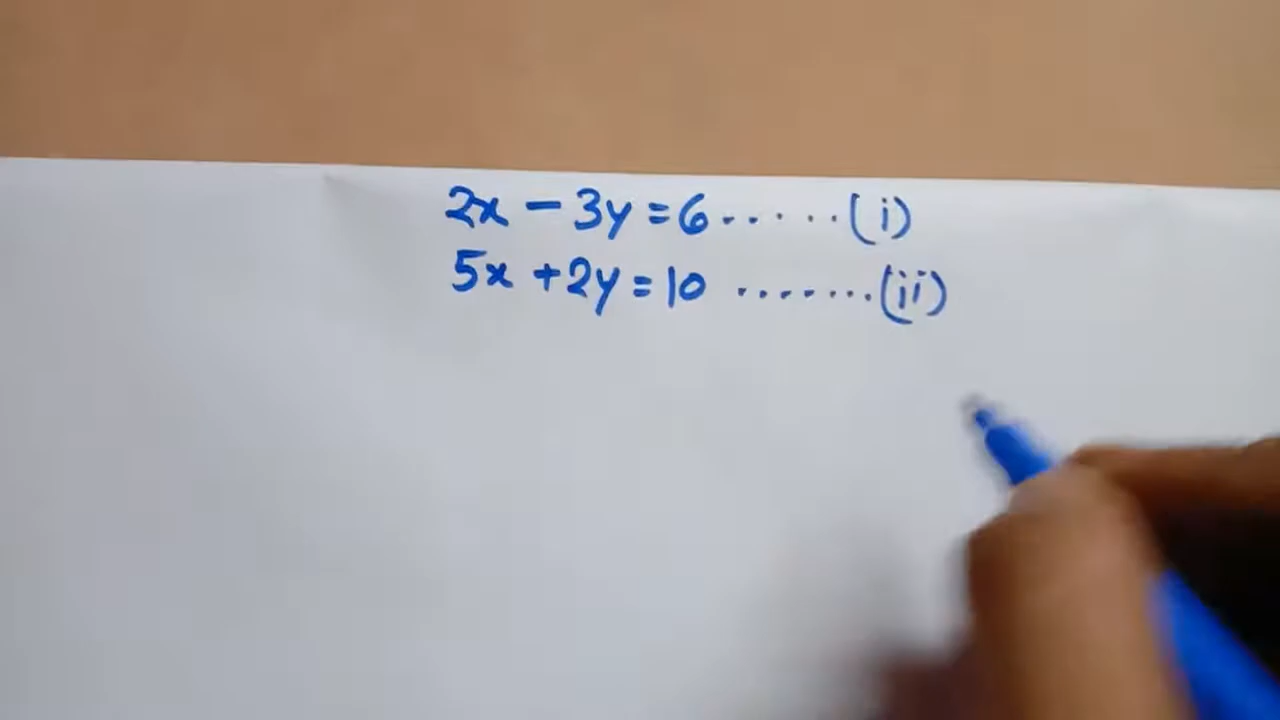 2x - 3y = 6 ...... (i)
5x + 2y = 10 ....... (ii)